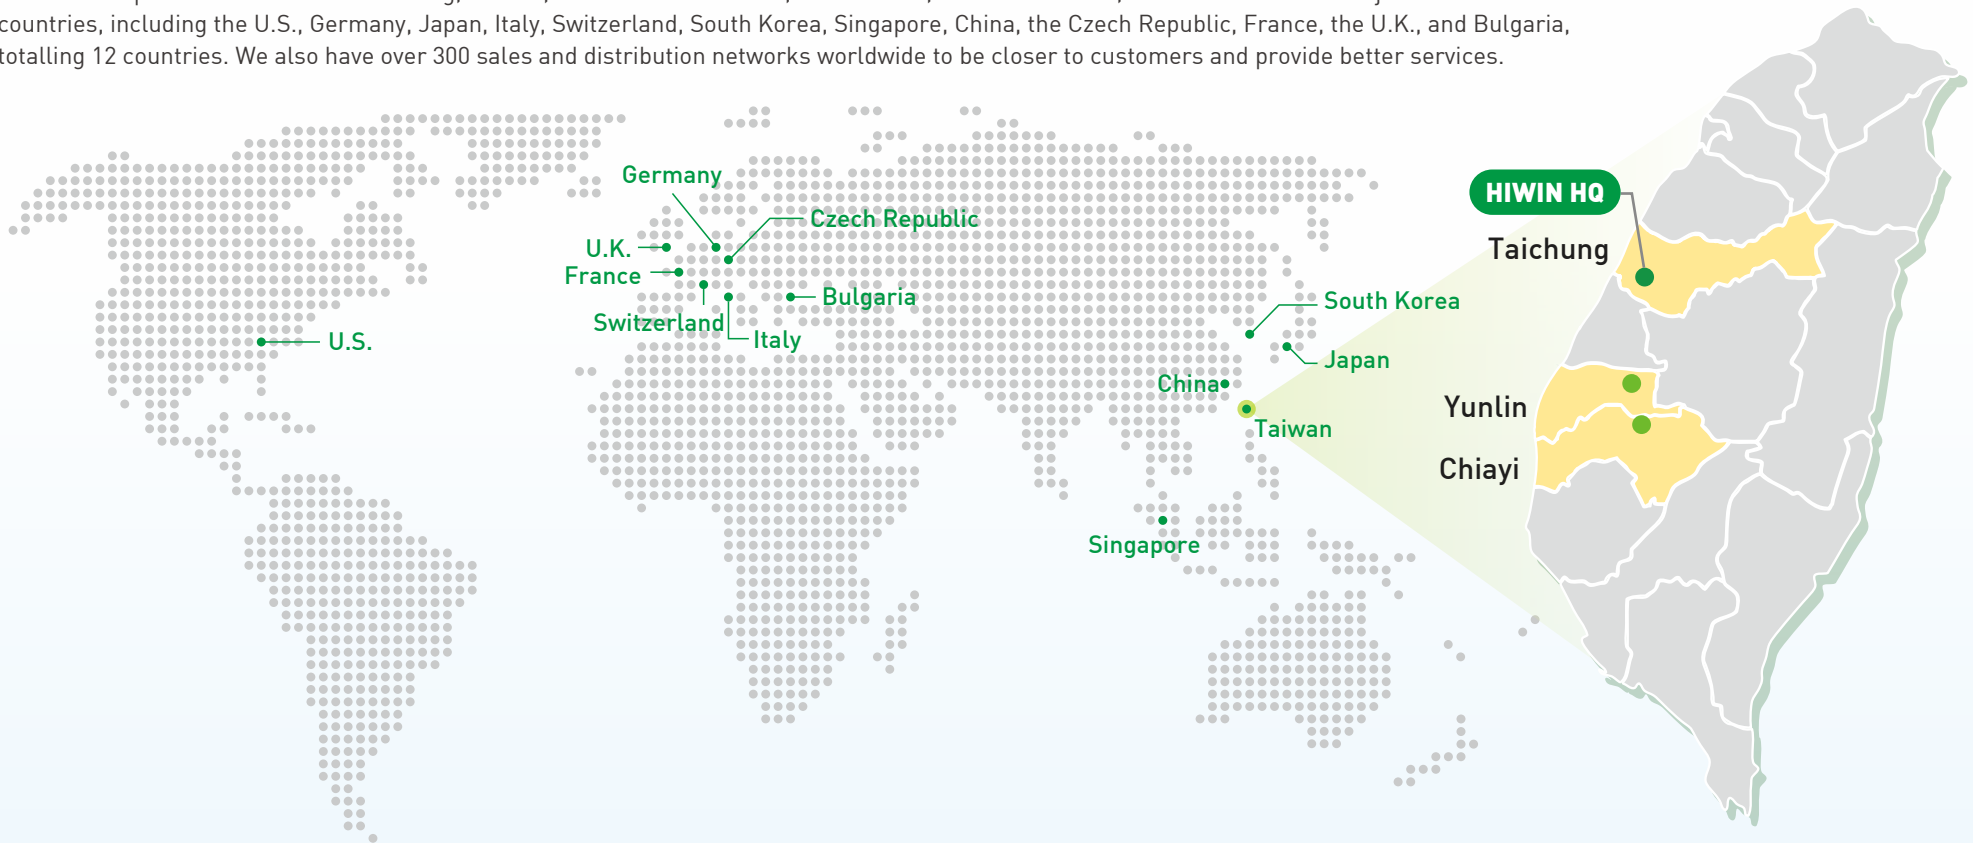 countries, including the U.S., Germany, Japan, Italy, Switzerland, South Korea, Singapore, China, the Czech Republic, France, the U.K., and Bulgaria,
totalling 12 countries. We also have over 300 sales and distribution networks worldwide to be closer to customers and provide better services.
Germany
Czech Republic
U.K.
France
Bulgaria
Switzerland
Italy
U.S.
South Korea
Japan
China
Taiwan
Singapore
HIWIN HQ
Taichung
Yunlin
Chiayi